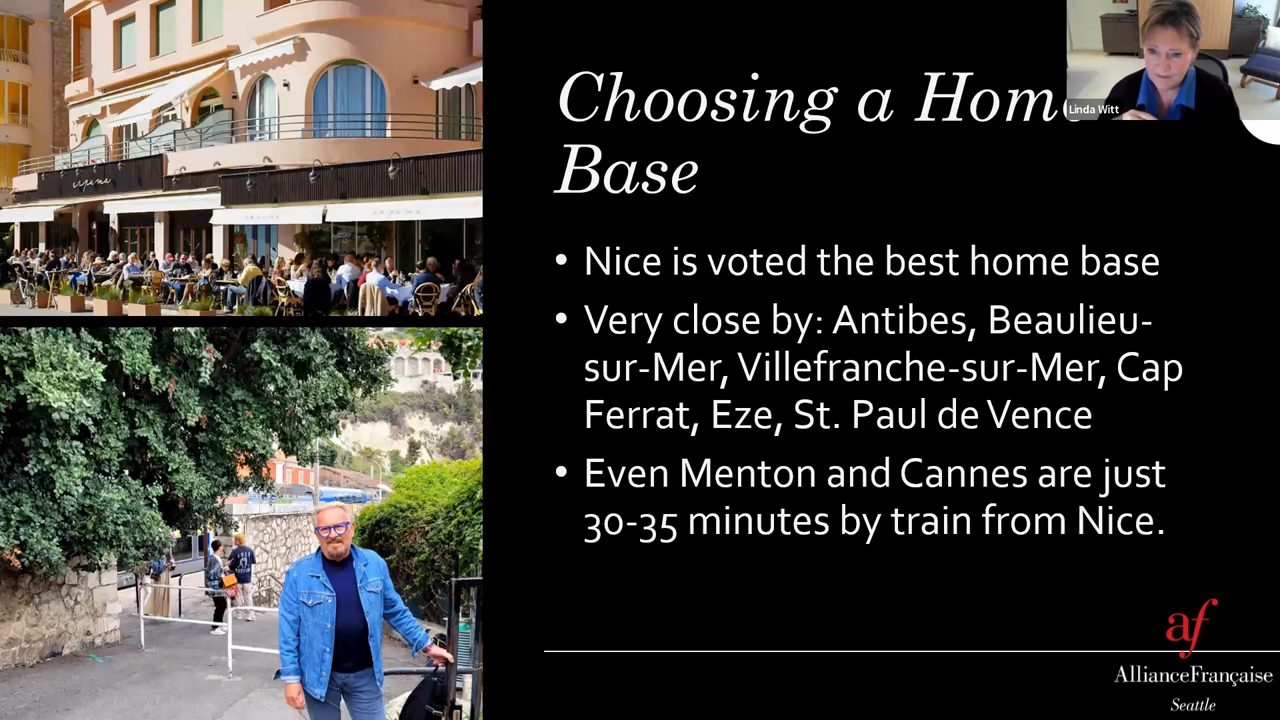 Choosing a Hom
Base
Linda Witt
• Nice is voted the best home base
• Very close by: Antibes, Beaulieu-
sur-Mer, Villefranche-sur-Mer, Cap
Ferrat, Eze, St. Paul de Vence
• Even Menton and Cannes are just
30-35 minutes by train from Nice.
af
AllianceFrançaise
Seattle